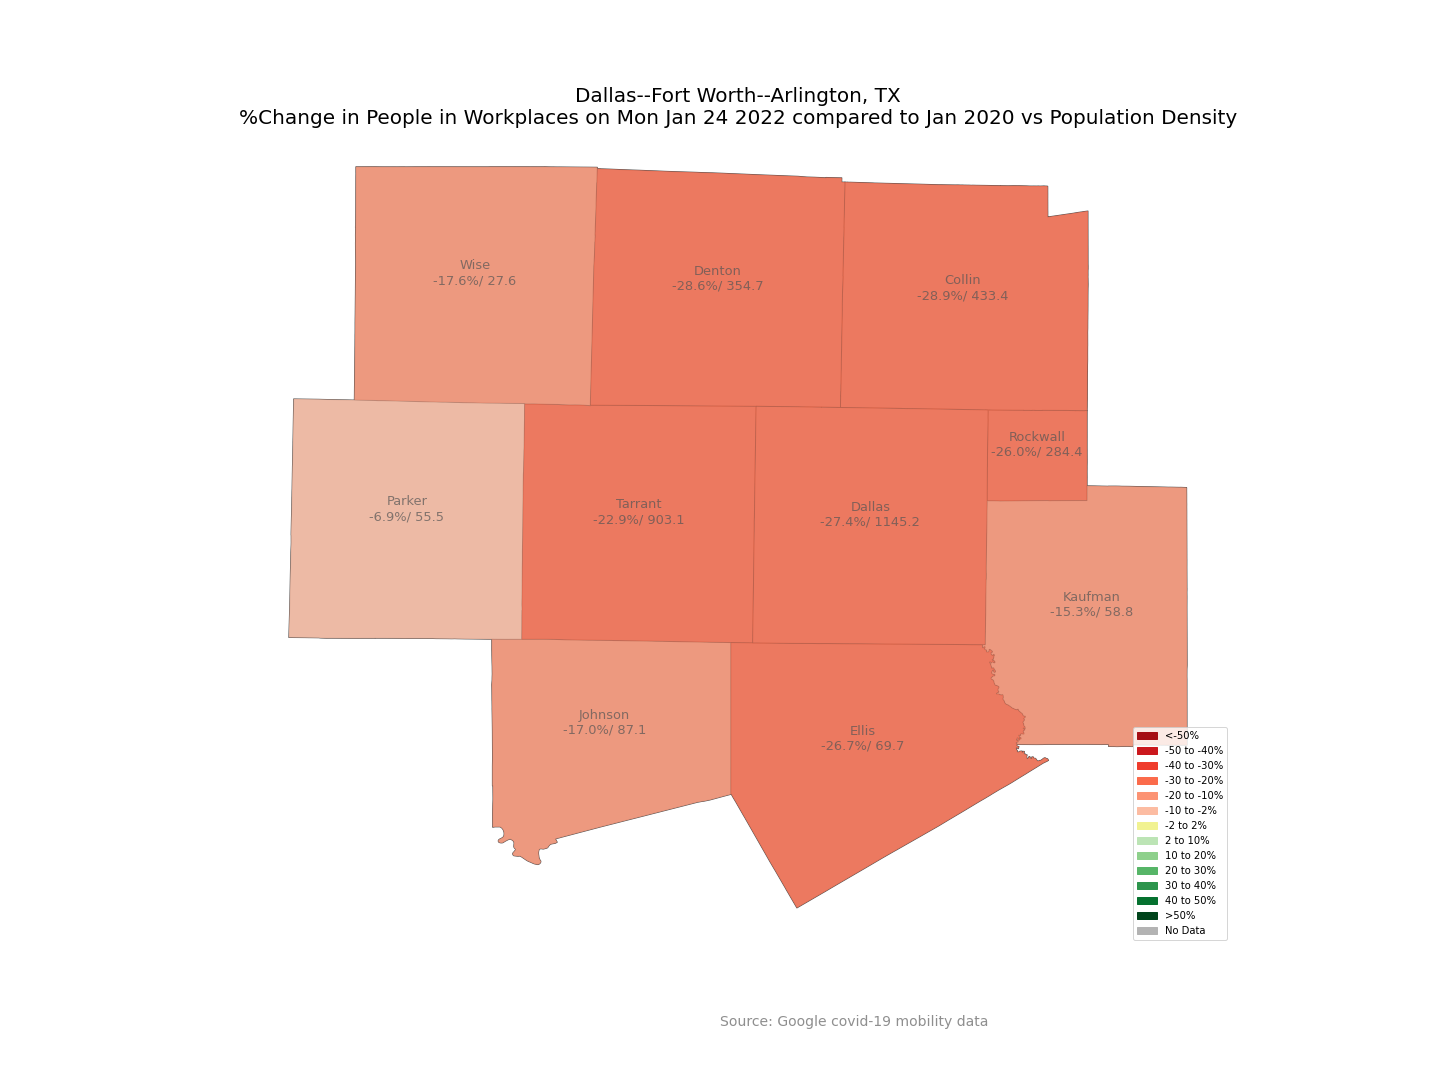 Dallas--Fort Worth--Arlington, TX
%Change in People in Workplaces on Mon Jan 24 2022 compared to Jan 2020 vs Population Density
Wise
-17.6%/ 27.6
Denton
-28.6%/ 354.7
Collin
-28.9%/ 433.4
Rockwall
-26.0%/ 284.4
Parker
-6.9%/ 55.5
Tarrant
-22.9%/ 903.1
Dallas
-27.4%/ 1145.2
Kaufman
-15.3%/ 58.8
Johnson
-17.0%/ 87.1
Ellis
-26.7%/ 69.7
<-50%
-50 to -40%
-40 to -30%
-30 to -20%
-20 to -10%
-10 to -2%
-2 to 2%
2 to 10%
10 to 20%
20 to 30%
30 to 40%
40 to 50%
>50%
No Data
Source: Google covid-19 mobility data